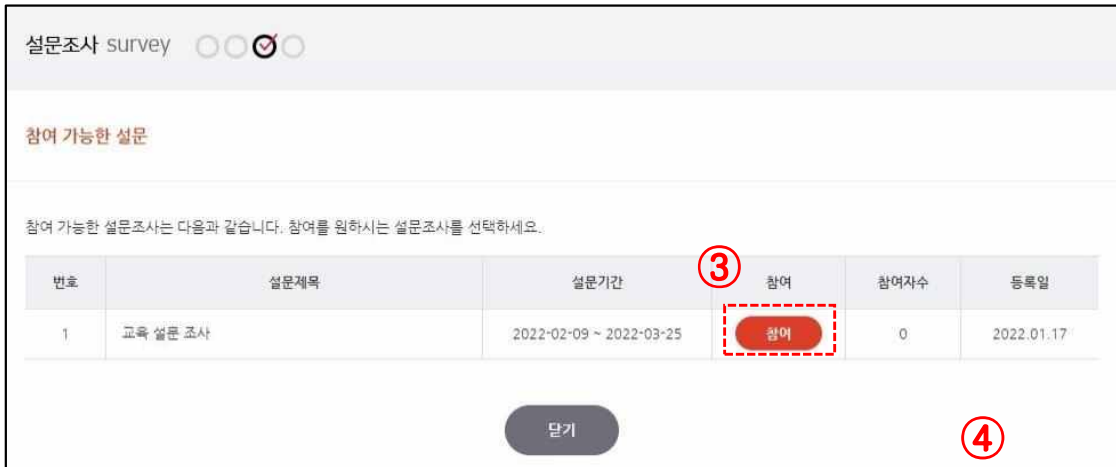 설문조사 survey
참여 가능한 설문
참여 가능한 설문조사는 다음과 같습니다. 참여를 원하시는 설문조사를 선택하세요.
③
번호 설문제목 설문기간 참여 참여자수 등록일
1 교육 설문 조사 2022-02-09 ~ 2022-03-25 참여 0 2022.01.17
닫기
④